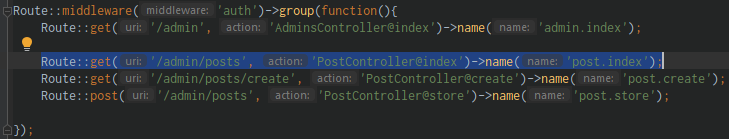 Route::middleware( middleware: 'auth')->group(function(){
Route::get( uri: '/admin', action: 'AdminsController@index')->name( name: 'admin.index');
Route::get( uri: '/admin/posts', action: 'PostController@index')->name( name: 'post.index');
Route::get( uri: '/admin/posts/create', action: 'PostController@create')->name( name: 'post.create');
Route::post( uri: '/admin/posts', action: 'PostController@store')->name( name: 'post.store');
});